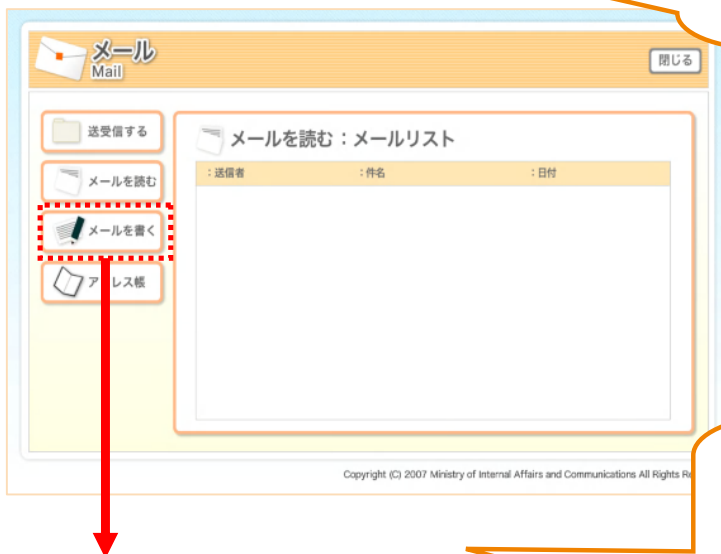 メール
Mail
閉じる
送受信する
メールを読む
メールを書く
アドレス帳
メールを読む：メールリスト
：送信者 ：件名 ：日付
Copyright (C) 2007 Ministry of Internal Affairs and Communications All Rights